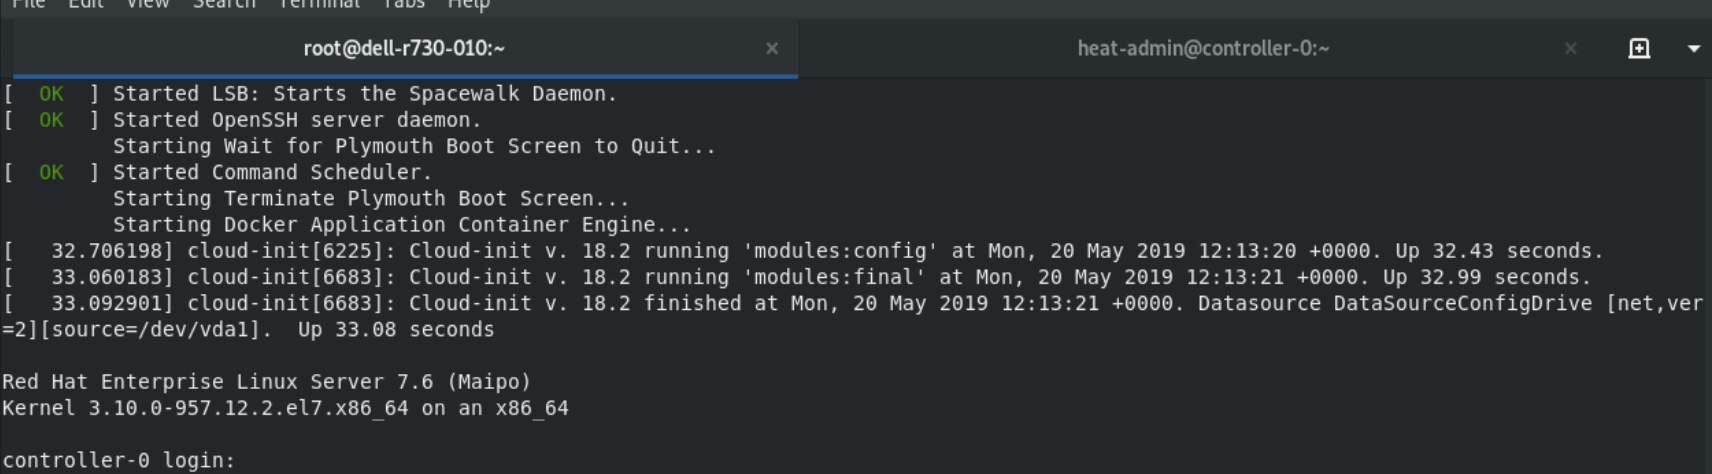 File Edit View Search Terminal Tabs Help
root@dell-r730-010:~ × heat-admin@controller-0:~ ×
[  OK  ] Started LSB: Starts the Spacewalk Daemon.
[  OK  ] Started OpenSSH server daemon.
         Starting Wait for Plymouth Boot Screen to Quit...
[  OK  ] Started Command Scheduler.
         Starting Terminate Plymouth Boot Screen...
         Starting Docker Application Container Engine...
[   32.706198] cloud-init[6225]: Cloud-init v. 18.2 running 'modules:config' at Mon, 20 May 2019 12:13:20 +0000. Up 32.43 seconds.
[   33.060183] cloud-init[6683]: Cloud-init v. 18.2 running 'modules:final' at Mon, 20 May 2019 12:13:21 +0000. Up 32.99 seconds.
[   33.092901] cloud-init[6683]: Cloud-init v. 18.2 finished at Mon, 20 May 2019 12:13:21 +0000. Datasource DataSourceConfigDrive [net,ver
=2][source=/dev/vda1].  Up 33.08 seconds
Red Hat Enterprise Linux Server 7.6 (Maipo)
Kernel 3.10.0-957.12.2.el7.x86_64 on an x86_64
controller-0 login: